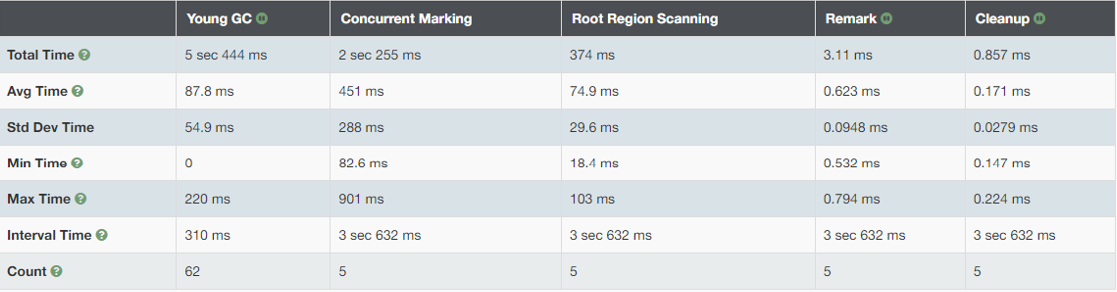 Young GC Concurrent Marking Root Region Scanning Remark Cleanup
Total Time 5 sec 444 ms 2 sec 255 ms 374 ms 3.11 ms 0.857 ms
Avg Time 87.8 ms 451 ms 74.9 ms 0.623 ms 0.171 ms
Std Dev Time 54.9 ms 288 ms 29.6 ms 0.0948 ms 0.0279 ms
Min Time 0 82.6 ms 18.4 ms 0.532 ms 0.147 ms
Max Time 220 ms 901 ms 103 ms 0.794 ms 0.224 ms
Interval Time 310 ms 3 sec 632 ms 3 sec 632 ms 3 sec 632 ms 3 sec 632 ms
Count 62 5 5 5 5